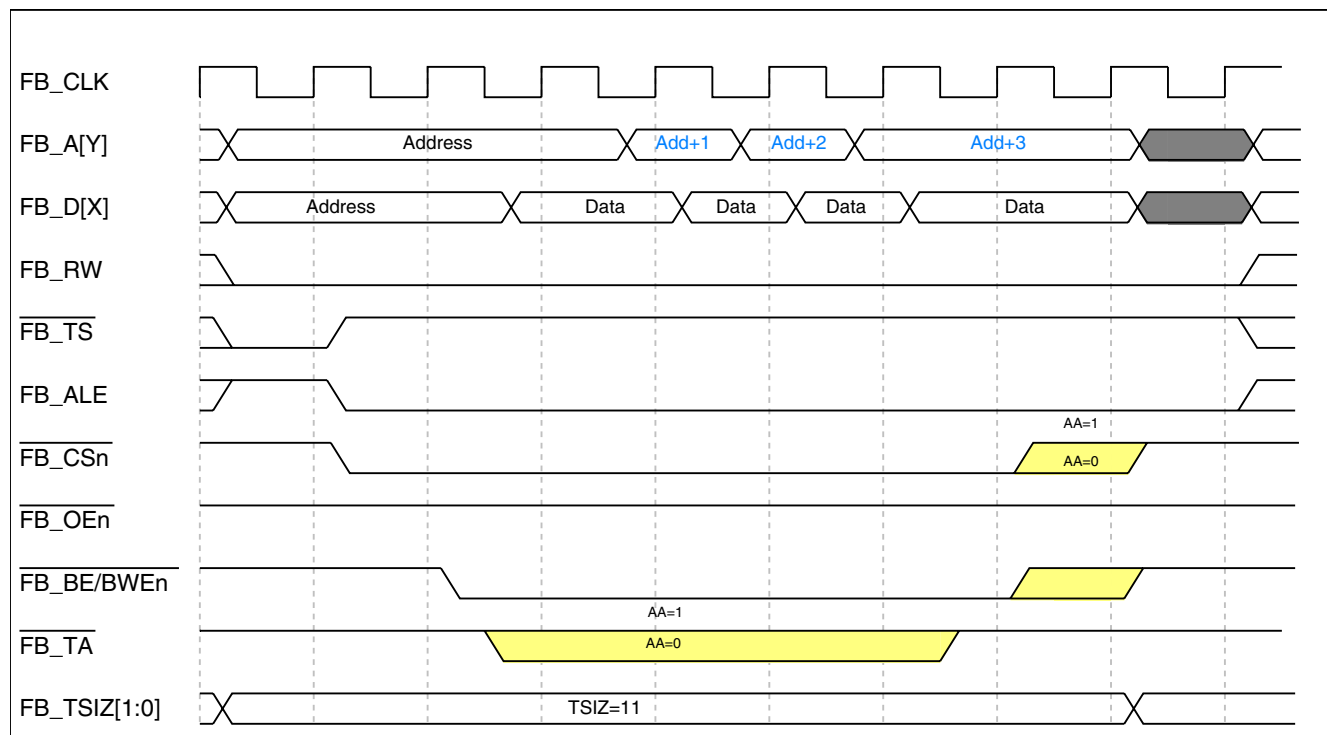 FB_CLK
FB_A[Y] Address Add+1 Add+2 Add+3
FB_D[X] Address Data Data Data Data
FB_RW
FB_TS
FB_ALE
AA=1
FB_CSn AA=0
FB_OEn
FB_BE/BWEn
AA=1
FB_TA AA=0
FB_TSIZ[1:0] TSIZ=11